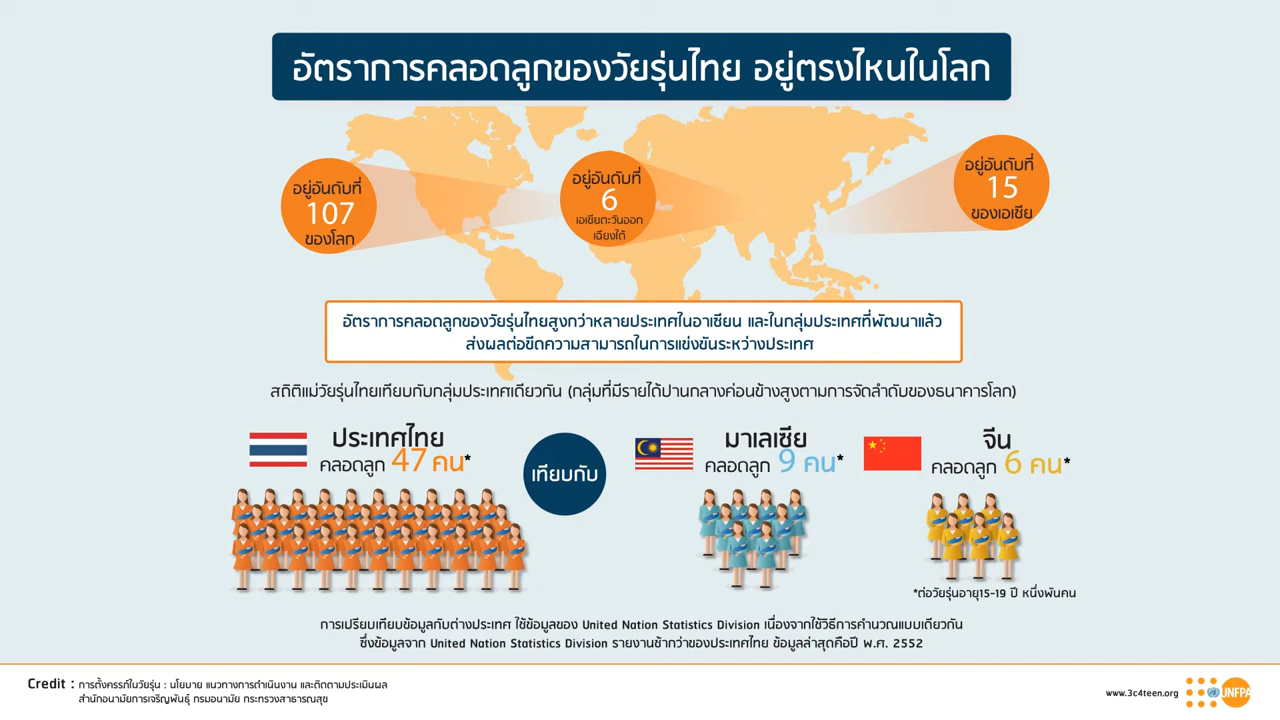 อัตราการคลอดลูกของวัยรุ่นไทย อยู่ตรงไหนในโลก
อยู่อันดับที่
107
ของโลก
อยู่อันดับที่
6
เอเชียตะวันออก
เฉียงใต้
อยู่อันดับที่
15
ของเอเชีย
อัตราการคลอดลูกของวัยรุ่นไทยสูงกว่าหลายประเทศในอาเซียน และในกลุ่มประเทศที่พัฒนาแล้ว
ส่งผลต่อขีดความสามารถในการแข่งขันระหว่างประเทศ
สถิติแม่วัยรุ่นไทยเทียบกับกลุ่มประเทศเดียวกัน (กลุ่มที่มีรายได้ปานกลางค่อนข้างสูงตามการจัดลำดับของธนาคารโลก)
ประเทศไทย
คลอดลูก 47 คน*
เทียบกับ
มาเลเซีย
คลอดลูก 9 คน*
จีน
คลอดลูก 6 คน*
*ต่อวัยรุ่นอายุ15-19 ปี หนึ่งพันคน
การเปรียบเทียบข้อมูลกับต่างประเทศ ใช้ข้อมูลของ United Nation Statistics Division เนื่องจากใช้วิธีการคำนวณแบบเดียวกัน
ซึ่งข้อมูลจาก United Nation Statistics Division รายงานช้ากว่าของประเทศไทย ข้อมูลล่าสุดคือปี พ.ศ. 2552
Credit : การตั้งครรภ์ในวัยรุ่น : นโยบาย แนวทางการดำเนินงาน และติดตามประเมินผล
สำนักอนามัยการเจริญพันธุ์ กรมอนามัย กระทรวงสาธารณสุข
www.3c4teen.org
UNFPA